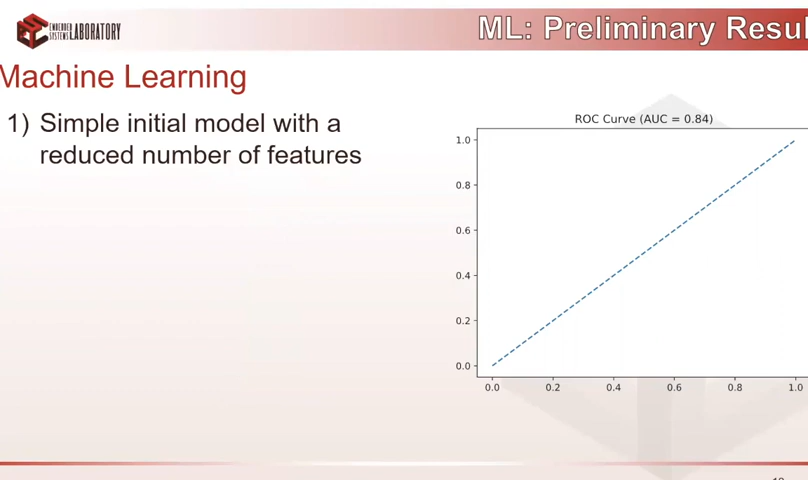 EMBEDDED
SYSTEMS LABORATORY
ML: Preliminary Resul
Machine Learning
1) Simple initial model with a
reduced number of features
ROC Curve (AUC = 0.84)
1.0
0.8
0.6
0.4
0.2
0.0
0.0 0.2 0.4 0.6 0.8 1.0